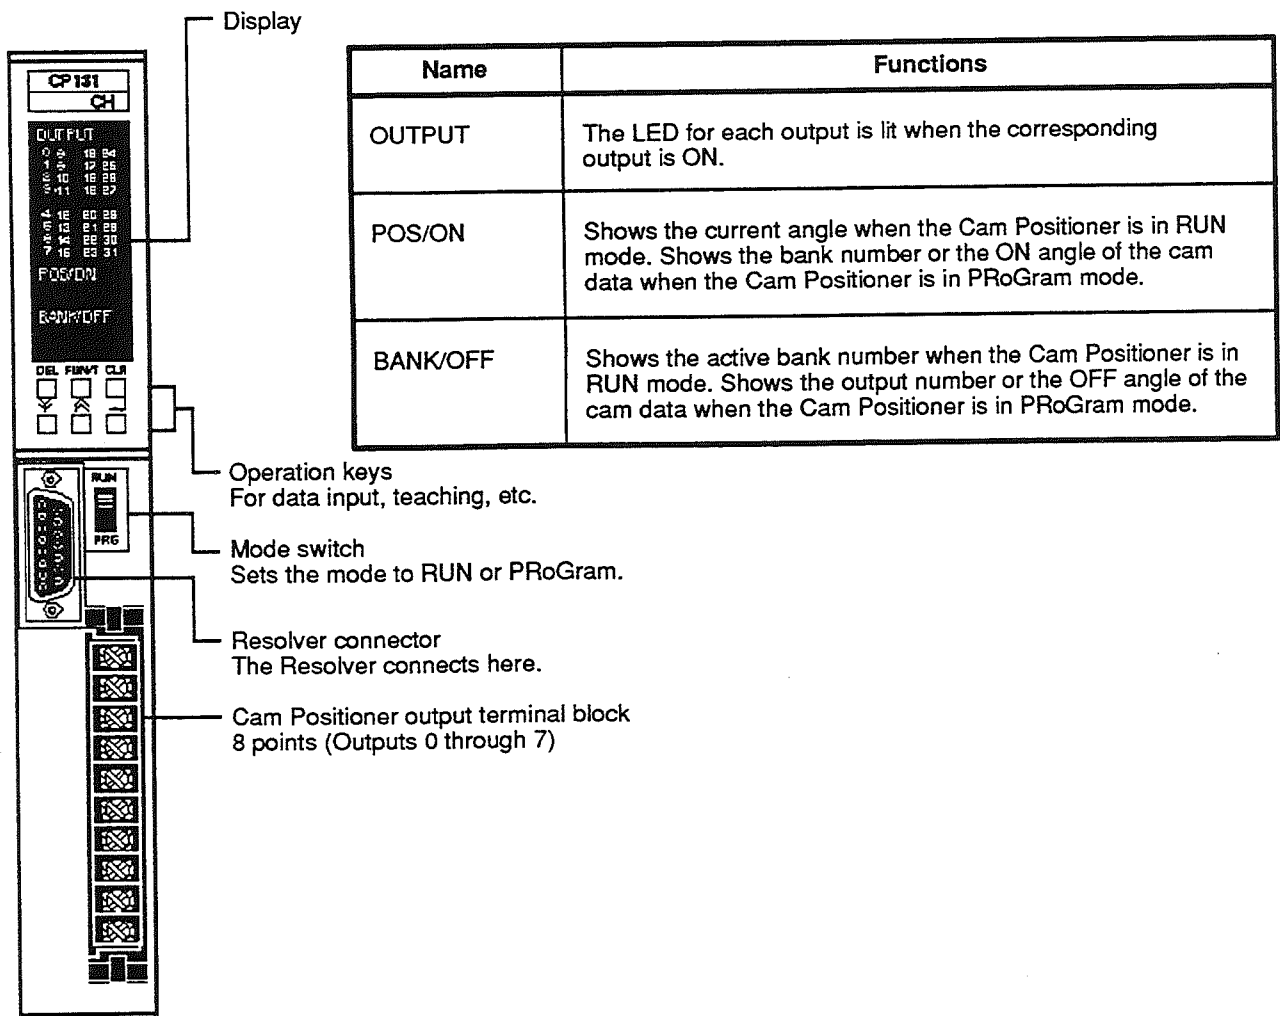 Display
CP131
CH
OUTPUT
POS/ON
BANK/OFF
DEL FUN/T CLR
RUN
PRG
Name Functions
OUTPUT The LED for each output is lit when the corresponding
output is ON.
POS/ON Shows the current angle when the Cam Positioner is in RUN
mode. Shows the bank number or the ON angle of the cam
data when the Cam Positioner is in PRoGram mode.
BANK/OFF Shows the active bank number when the Cam Positioner is in
RUN mode. Shows the output number or the OFF angle of the
cam data when the Cam Positioner is in PRoGram mode.
Operation keys
For data input, teaching, etc.
Mode switch
Sets the mode to RUN or PRoGram.
Resolver connector
The Resolver connects here.
Cam Positioner output terminal block
8 points (Outputs 0 through 7)